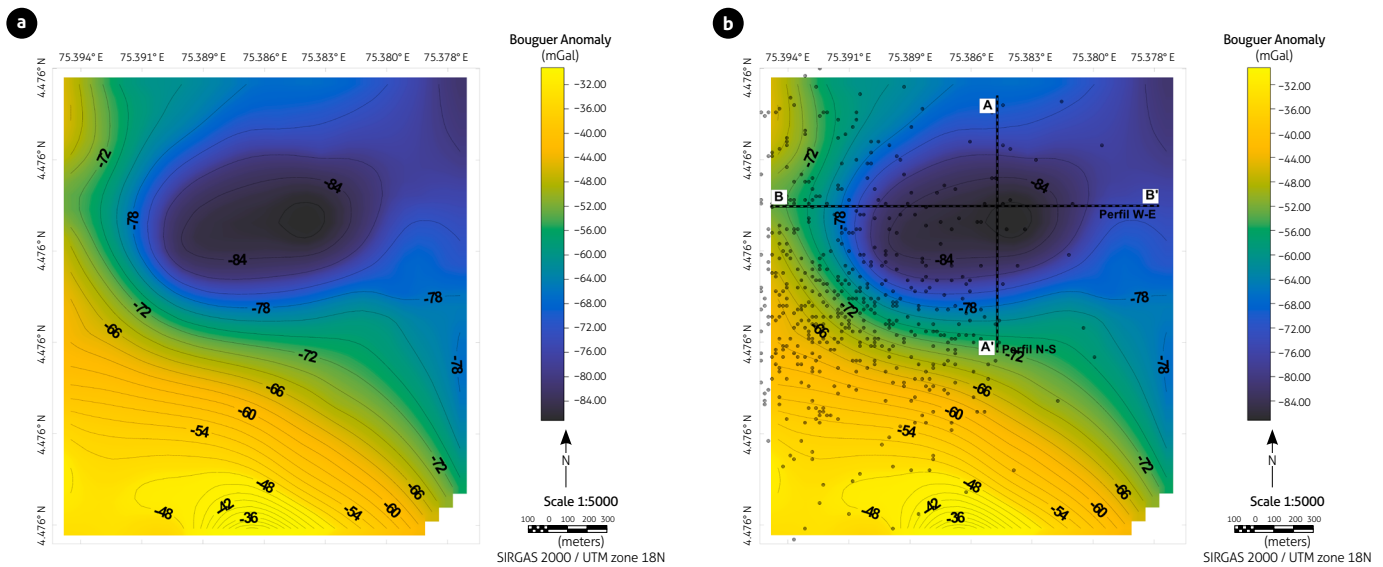 a
75.394° E 75.391° E 75.389° E 75.386° E 75.383° E 75.380° E 75.378° E
4.476° N
4.476° N
4.476° N
4.476° N
4.476° N
4.476° N
-72
-84
-78
-84
-72
-78
-78
-66
-72
-78
-66
-60
-54
-72
-48
-66
-42
-48
-36
-54
-60
Bouguer Anomaly
(mGal)
−32.00
−36.00
−40.00
−44.00
−48.00
−52.00
−56.00
−60.00
−64.00
−68.00
−72.00
−76.00
−80.00
−84.00
N
Scale 1:5000
100 0 100 200 300
(meters)
SIRGAS 2000 / UTM zone 18N
b
75.394° E 75.391° E 75.389° E 75.386° E 75.383° E 75.380° E 75.378° E
4.476° N
4.476° N
4.476° N
4.476° N
4.476° N
4.476° N
A
-72
-84
B
B'
Perfil W-E
-78
-84
-78
-72
-78
-66
A'
Perfil N-S
-72
-78
-66
-60
-54
-72
-48
-66
-42
-48
-36
-54
-60
Bouguer Anomaly
(mGal)
−32.00
−36.00
−40.00
−44.00
−48.00
−52.00
−56.00
−60.00
−64.00
−68.00
−72.00
−76.00
−80.00
−84.00
N
Scale 1:5000
100 0 100 200 300
(meters)
SIRGAS 2000 / UTM zone 18N